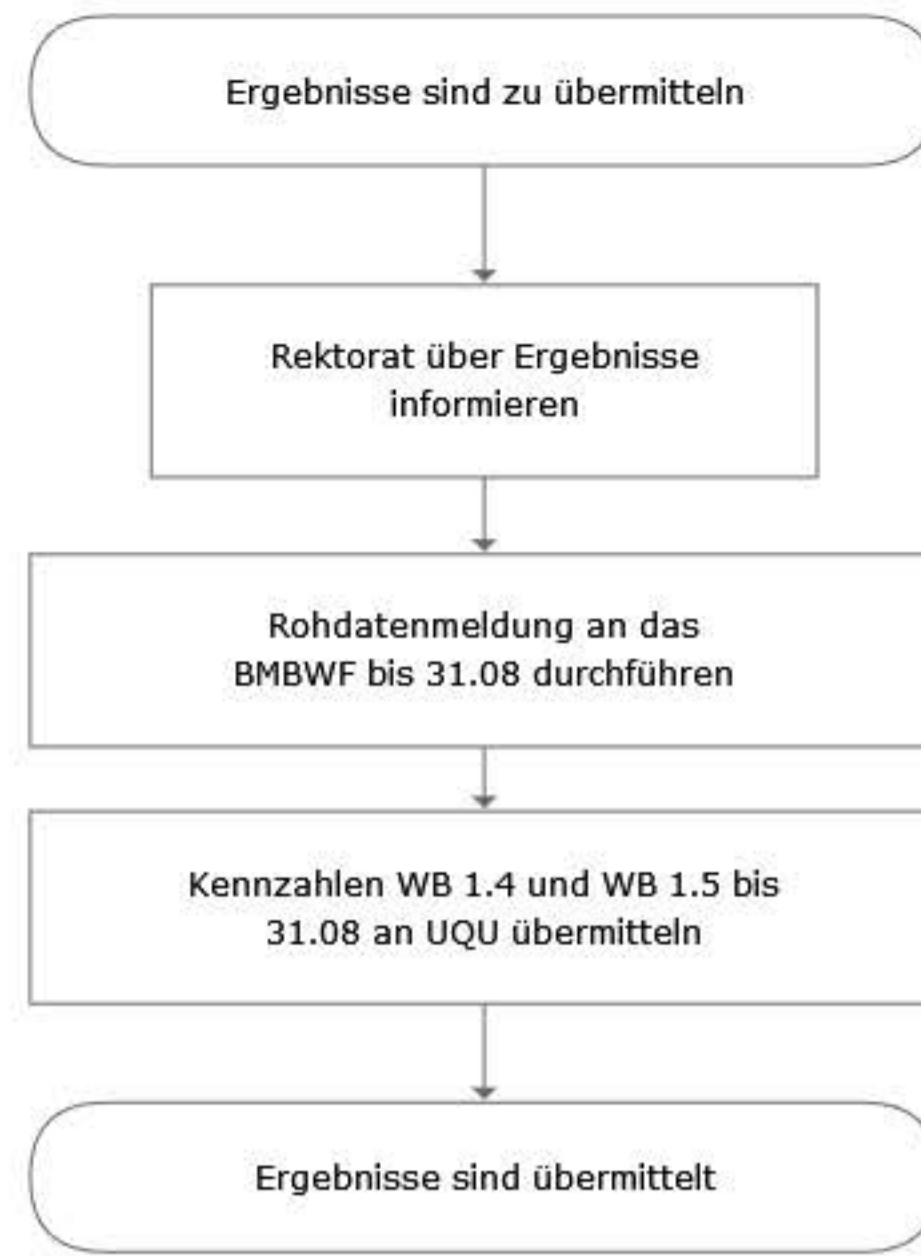 Ergebnisse sind zu übermitteln
Rektorat über Ergebnisse
informieren
Rohdatenmeldung an das
BMBWF bis 31.08 durchführen
Kennzahlen WB 1.4 und WB 1.5 bis
31.08 an UQU übermitteln
Ergebnisse sind übermittelt